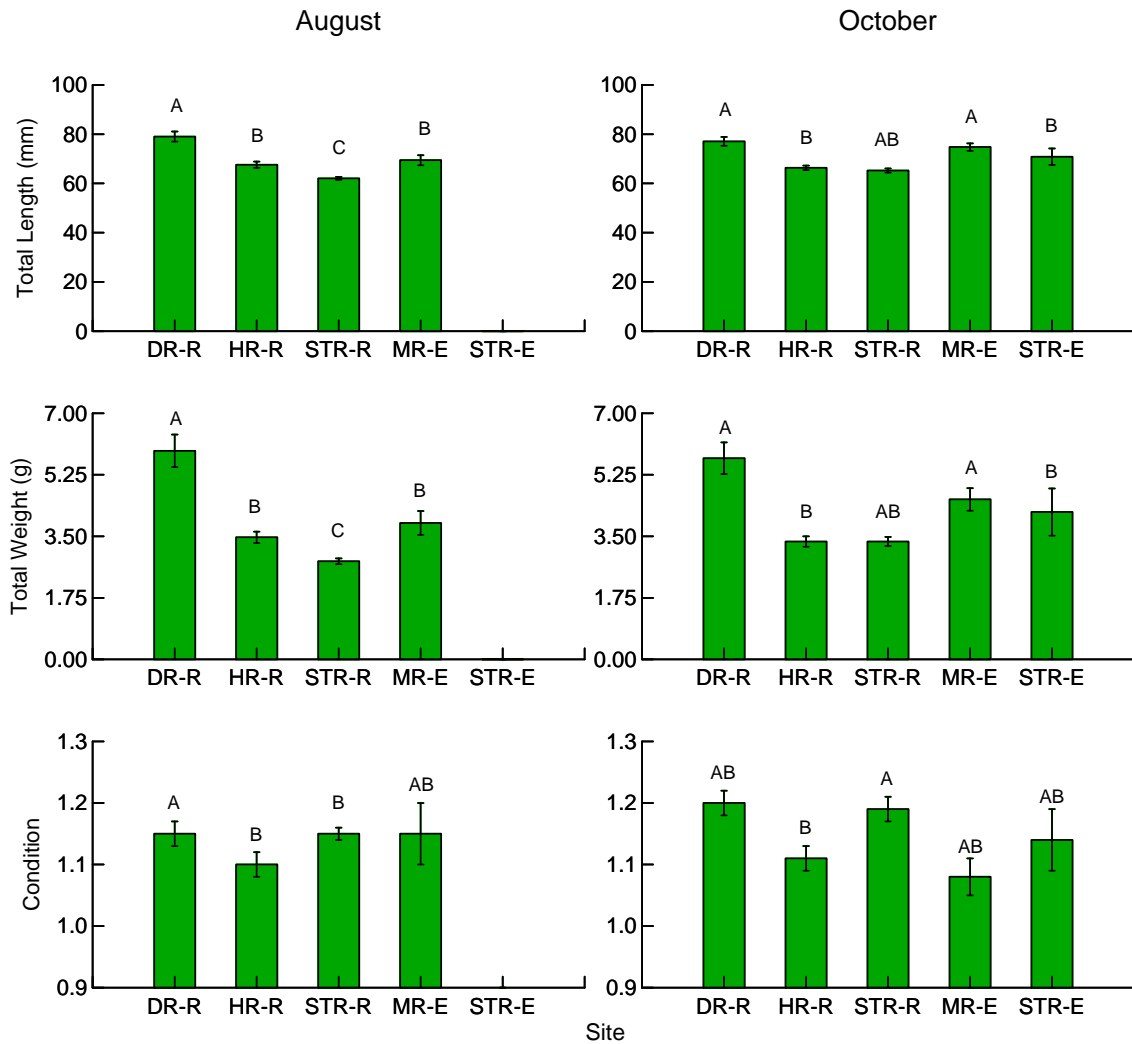 August
October
Total Length (mm)
100
80
60
40
20
0
A
B
C
B
DR-R HR-R STR-R MR-E STR-E
100
80
60
40
20
0
A
B
AB
A
B
DR-R HR-R STR-R MR-E STR-E
Total Weight (g)
7.00
5.25
3.50
1.75
0.00
A
B
C
B
DR-R HR-R STR-R MR-E STR-E
7.00
5.25
3.50
1.75
0.00
A
B
AB
A
B
DR-R HR-R STR-R MR-E STR-E
Condition
1.3
1.2
1.1
1.0
0.9
A
B
B
AB
DR-R HR-R STR-R MR-E STR-E
1.3
1.2
1.1
1.0
0.9
AB
B
A
AB
AB
DR-R HR-R STR-R MR-E STR-E
Site